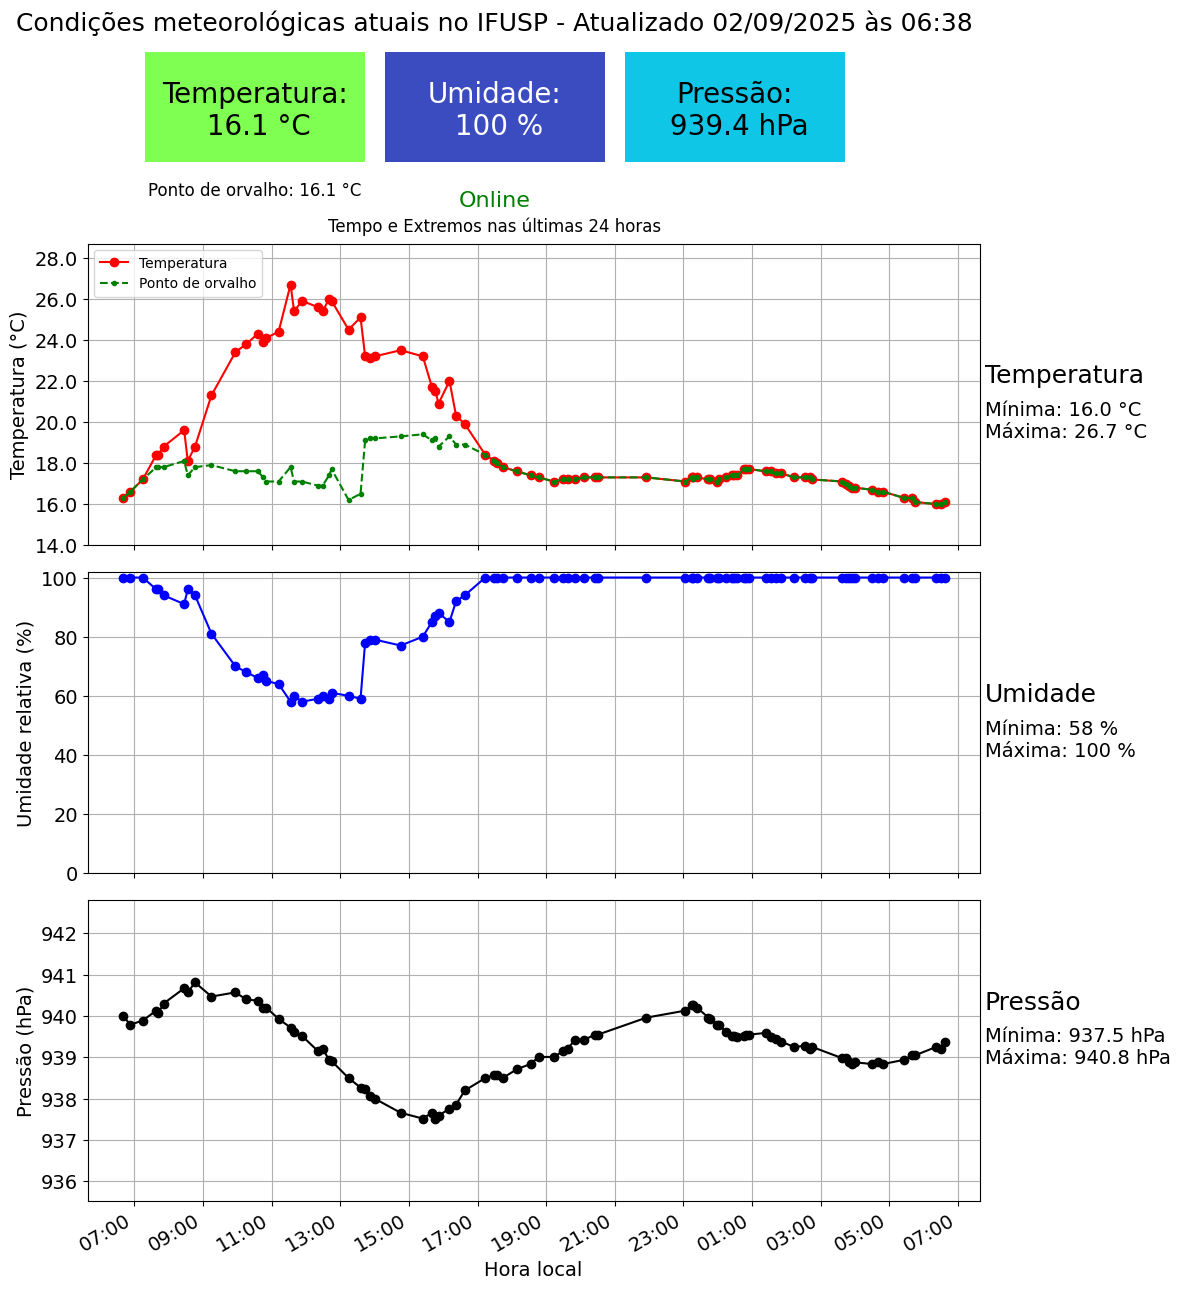 Condições meteorológicas atuais no IFUSP - Atualizado 02/09/2025 às 06:38
Temperatura:
16.1 °C
Umidade:
100 %
Pressão:
939.4 hPa
Ponto de orvalho: 16.1 °C
Online
Tempo e Extremos nas últimas 24 horas
Temperatura (°C)
28.0
26.0
24.0
22.0
20.0
18.0
16.0
14.0
Temperatura
Ponto de orvalho
Temperatura
Mínima: 16.0 °C
Máxima: 26.7 °C
Umidade relativa (%)
100
80
60
40
20
0
Umidade
Mínima: 58 %
Máxima: 100 %
Pressão (hPa)
942
941
940
939
938
937
936
Pressão
Mínima: 937.5 hPa
Máxima: 940.8 hPa
07:00 09:00 11:00 13:00 15:00 17:00 19:00 21:00 23:00 01:00 03:00 05:00 07:00
Hora local